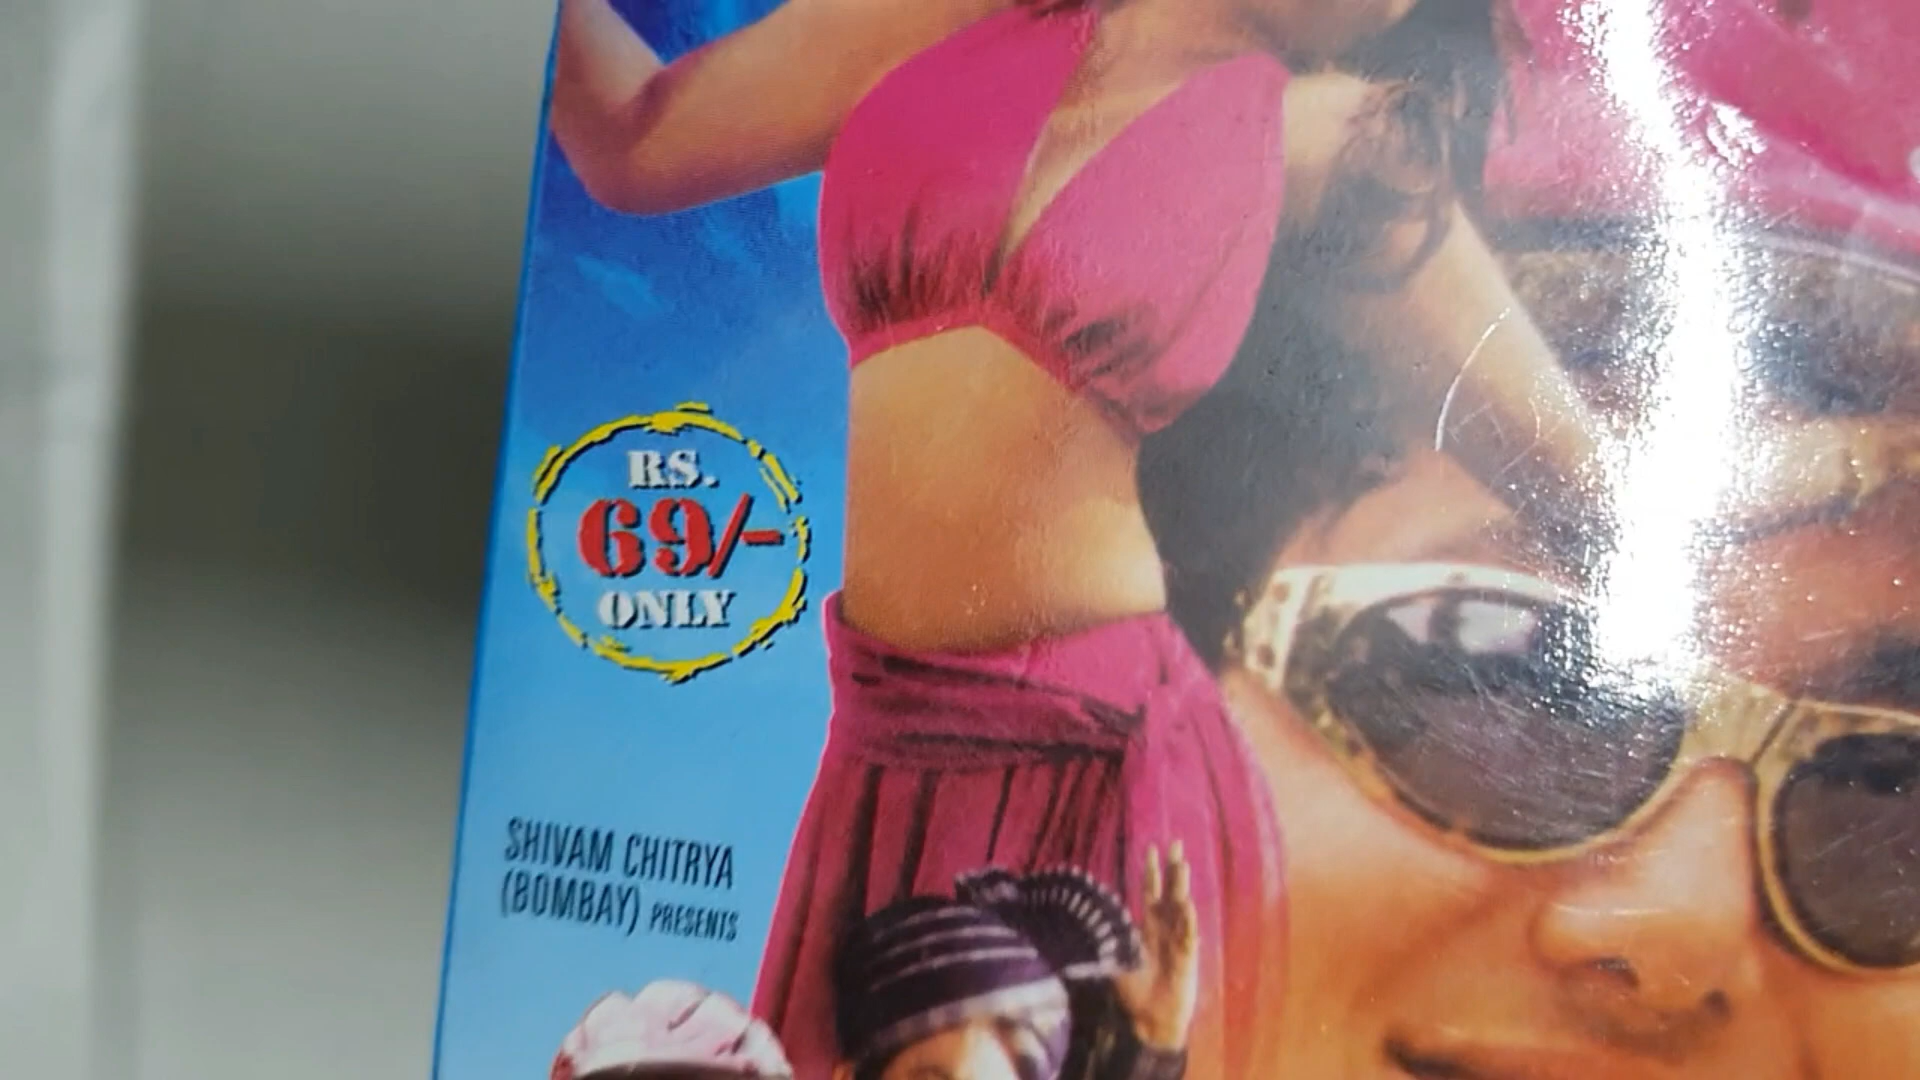 RS.
69/-
ONLY
SHIVAM CHITRYA
(BOMBAY) PRESENTS